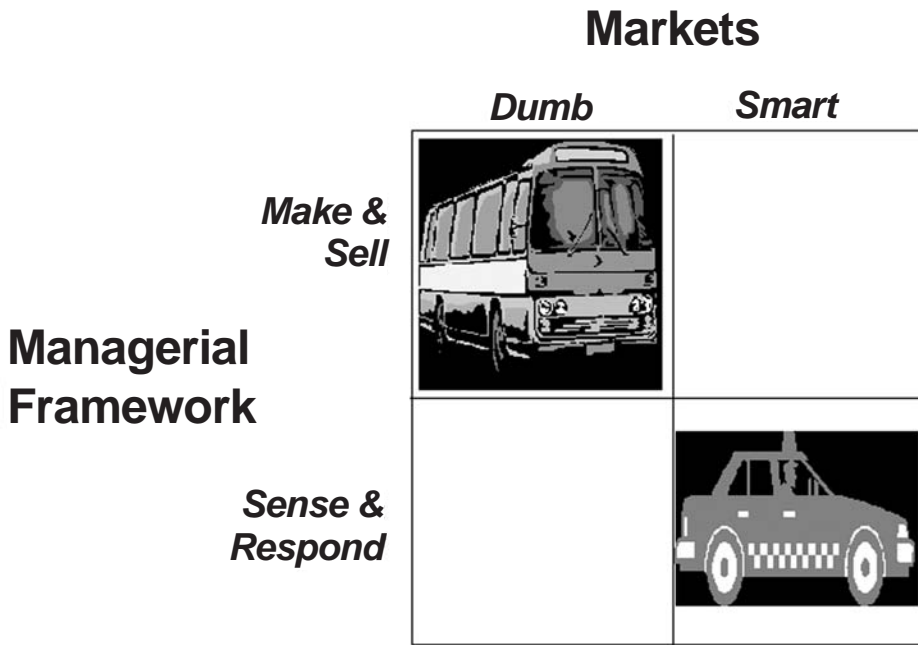 Markets
Dumb Smart
Make &
Sell
Managerial
Framework
Sense &
Respond